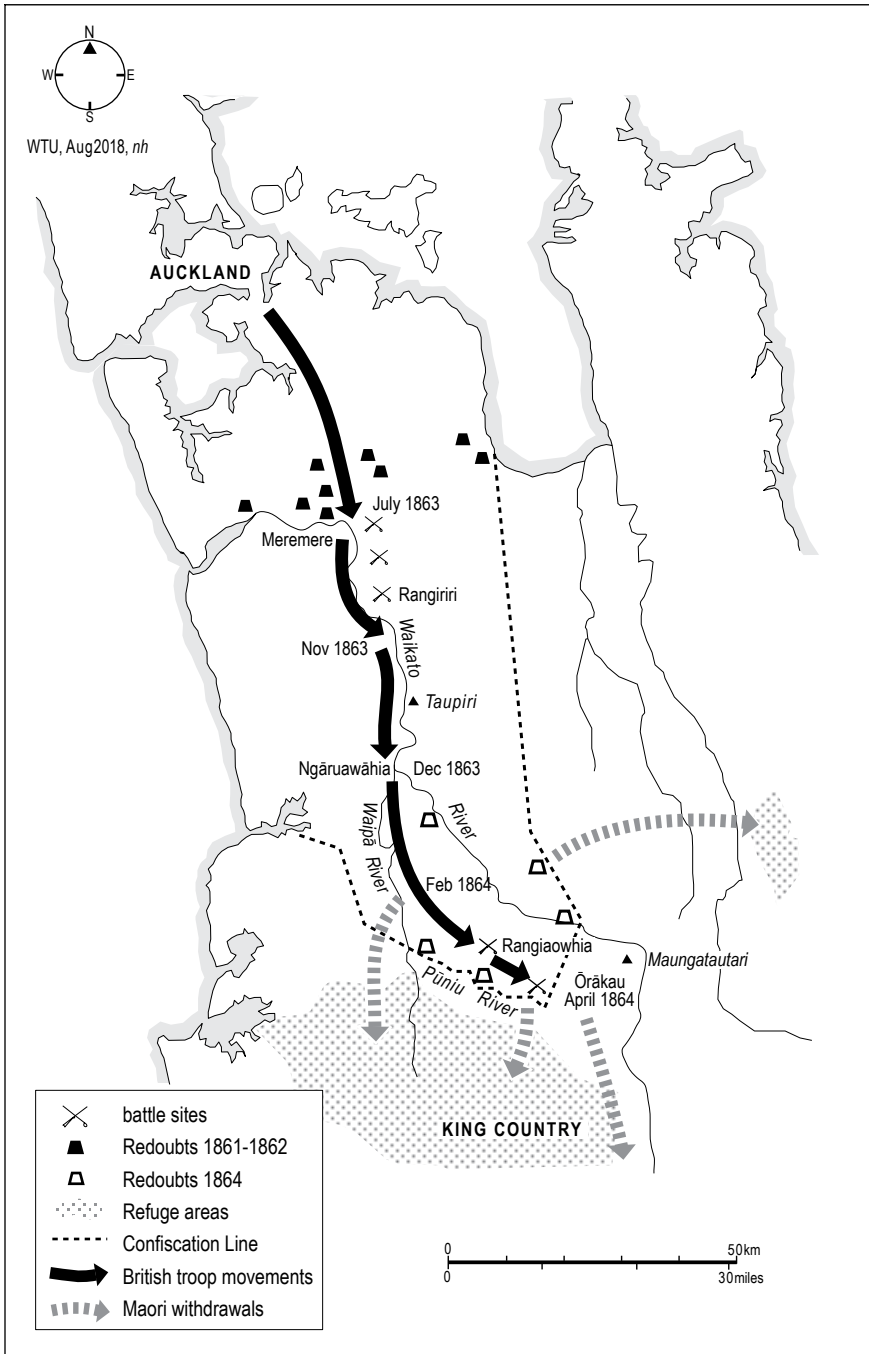 N
W
E
S
WTU, Aug2018, nh
AUCKLAND
July 1863
Meremere
Rangiriri
Waikato
Nov 1863
Taupiri
Ngāruawāhia
Dec 1863
River
Waipā River
Feb 1864
Rangiaowhia
Maungatautari
Pūniu River
Ōrākau
April 1864
KING COUNTRY
battle sites
Redoubts 1861-1862
Redoubts 1864
Refuge areas
Confiscation Line
British troop movements
Maori withdrawals
0 50km
0 30miles